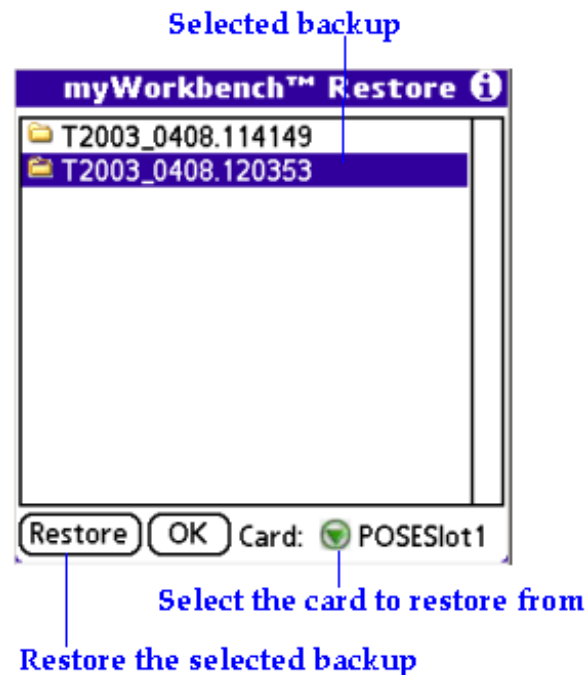 Selected backup
myWorkbench™ Restore i
T2003_0408.114149
T2003_0408.120353
Restore OK Card: POSESlot1
Select the card to restore from
Restore the selected backup